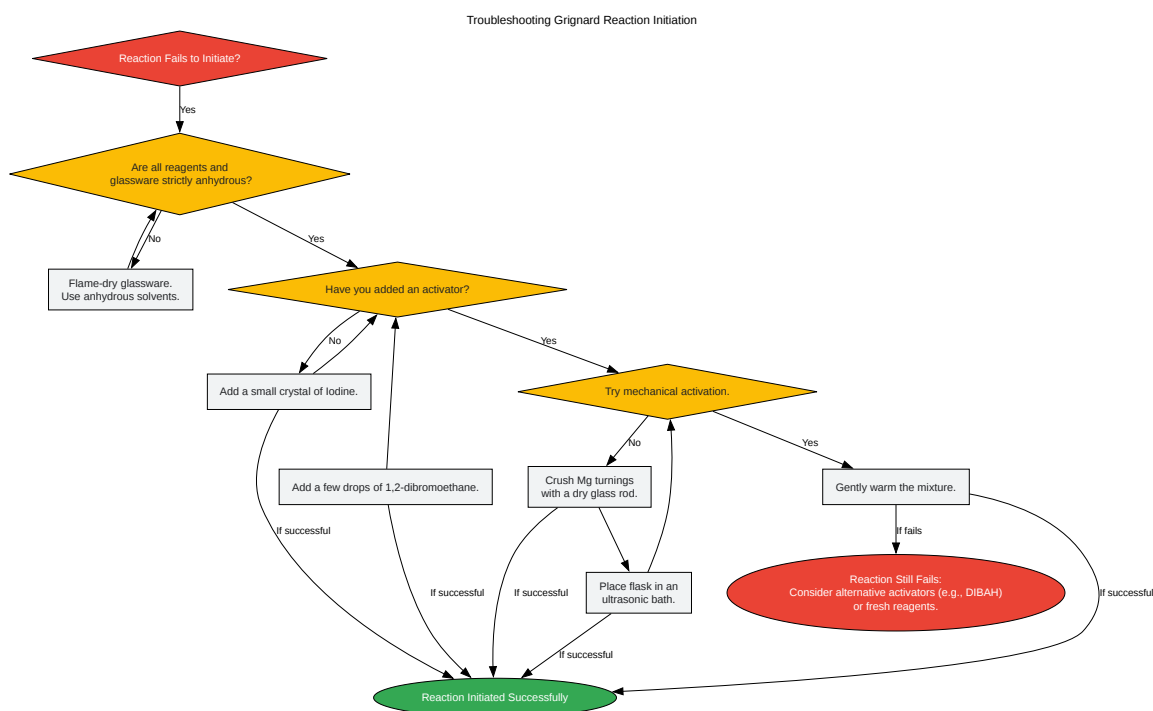 Troubleshooting Grignard Reaction Initiation
Reaction Fails to Initiate?
Yes
Are all reagents and
glassware strictly anhydrous?
No
Yes
Flame-dry glassware.
Use anhydrous solvents.
Have you added an activator?
No
Yes
Add a small crystal of Iodine.
Try mechanical activation.
No
Yes
Add a few drops of 1,2-dibromoethane.
Crush Mg turnings
with a dry glass rod.
Gently warm the mixture.
If successful
If fails
Place flask in an
ultrasonic bath.
Reaction Still Fails:
Consider alternative activators (e.g., DIBAH)
or fresh reagents.
If successful
If successful
If successful
If successful
Reaction Initiated Successfully